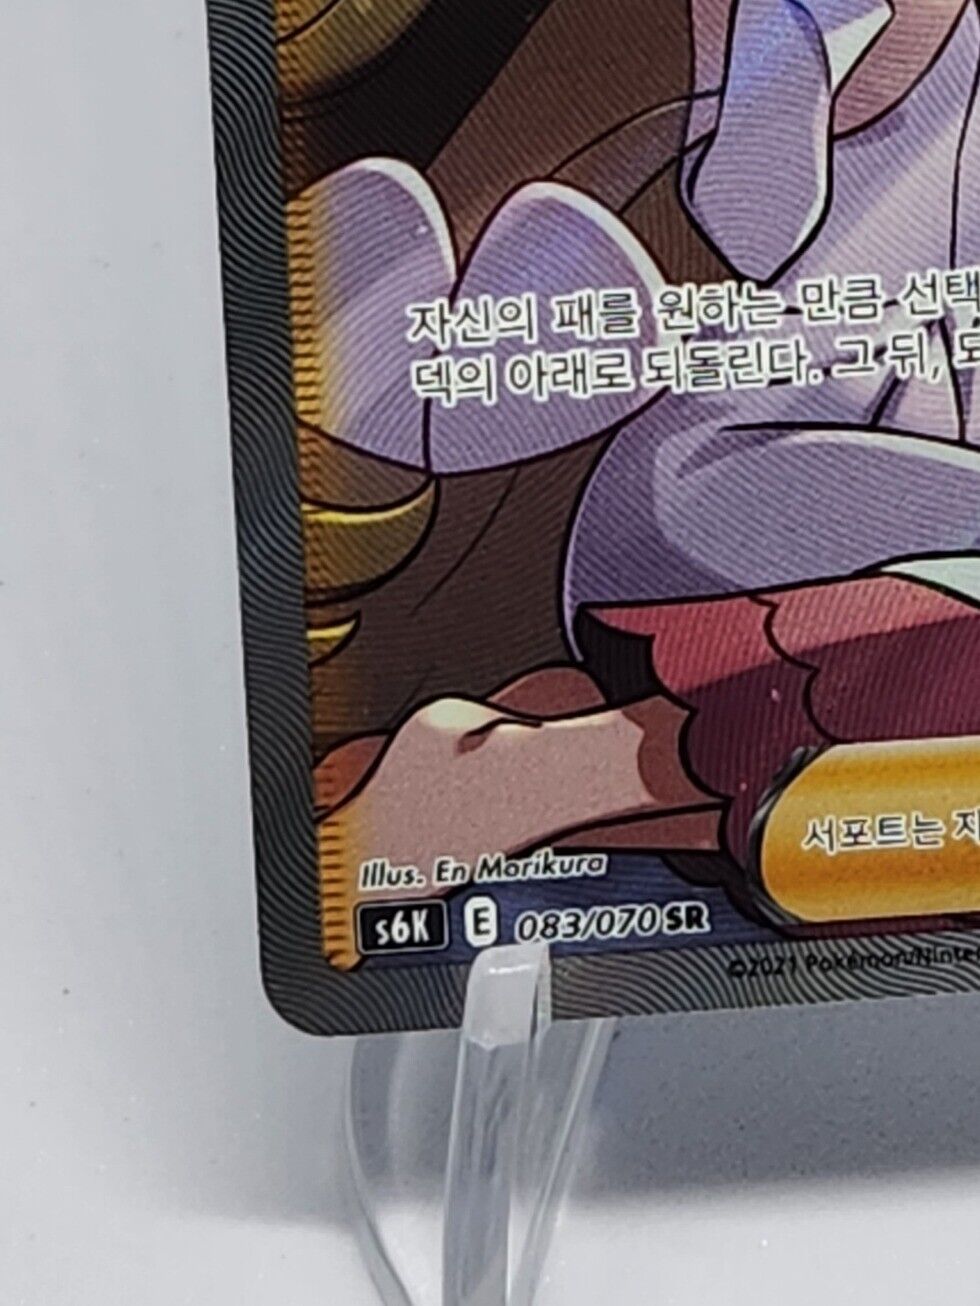 자신의 패를 원하는 만큼 선택
덱의 아래로 되돌린다. 그 뒤,
서포트는
Illus. En Morikura
s6K E 083/070 SR
©2021 Pokémon/Ninten